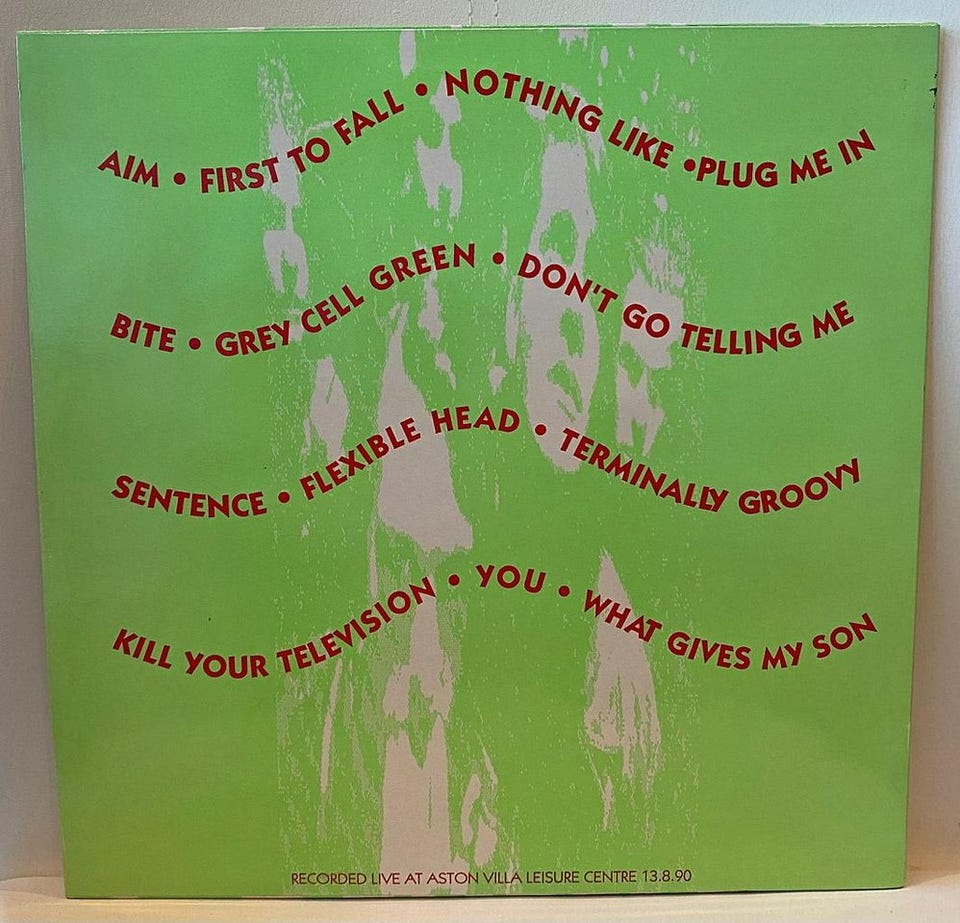 AIM • FIRST TO FALL • NOTHING LIKE • PLUG ME IN
BITE • GREY CELL GREEN • DON'T GO TELLING ME
SENTENCE • FLEXIBLE HEAD • TERMINALLY GROOVY
KILL YOUR TELEVISION • YOU • WHAT GIVES MY SON
RECORDED LIVE AT ASTON VILLA LEISURE CENTRE 13.8.90